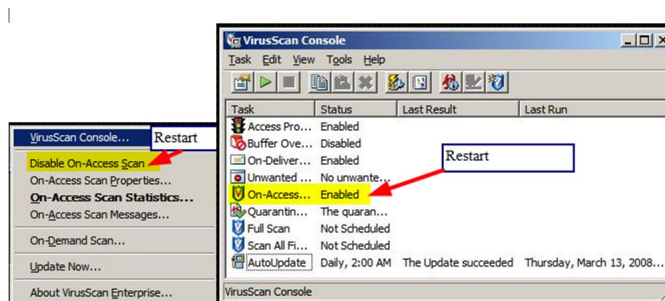 VirusScan Console...
Restart
Disable On-Access Scan
On-Access Scan Properties...
On-Access Scan Statistics...
On-Access Scan Messages...
On-Demand Scan...
Update Now...
About VirusScan Enterprise...
VirusScan Console
Task Edit View Tools Help
Task Status Last Result Last Run
Access Pro... Enabled
Buffer Ove... Disabled
On-Deliver... Enabled
Unwanted ... No unwante...
On-Access... Enabled
Restart
Quarantin... The quaran...
Full Scan Not Scheduled
Scan All Fi... Not Scheduled
AutoUpdate Daily, 2:00 AM The Update succeeded Thursday, March 13, 2008...
VirusScan Console